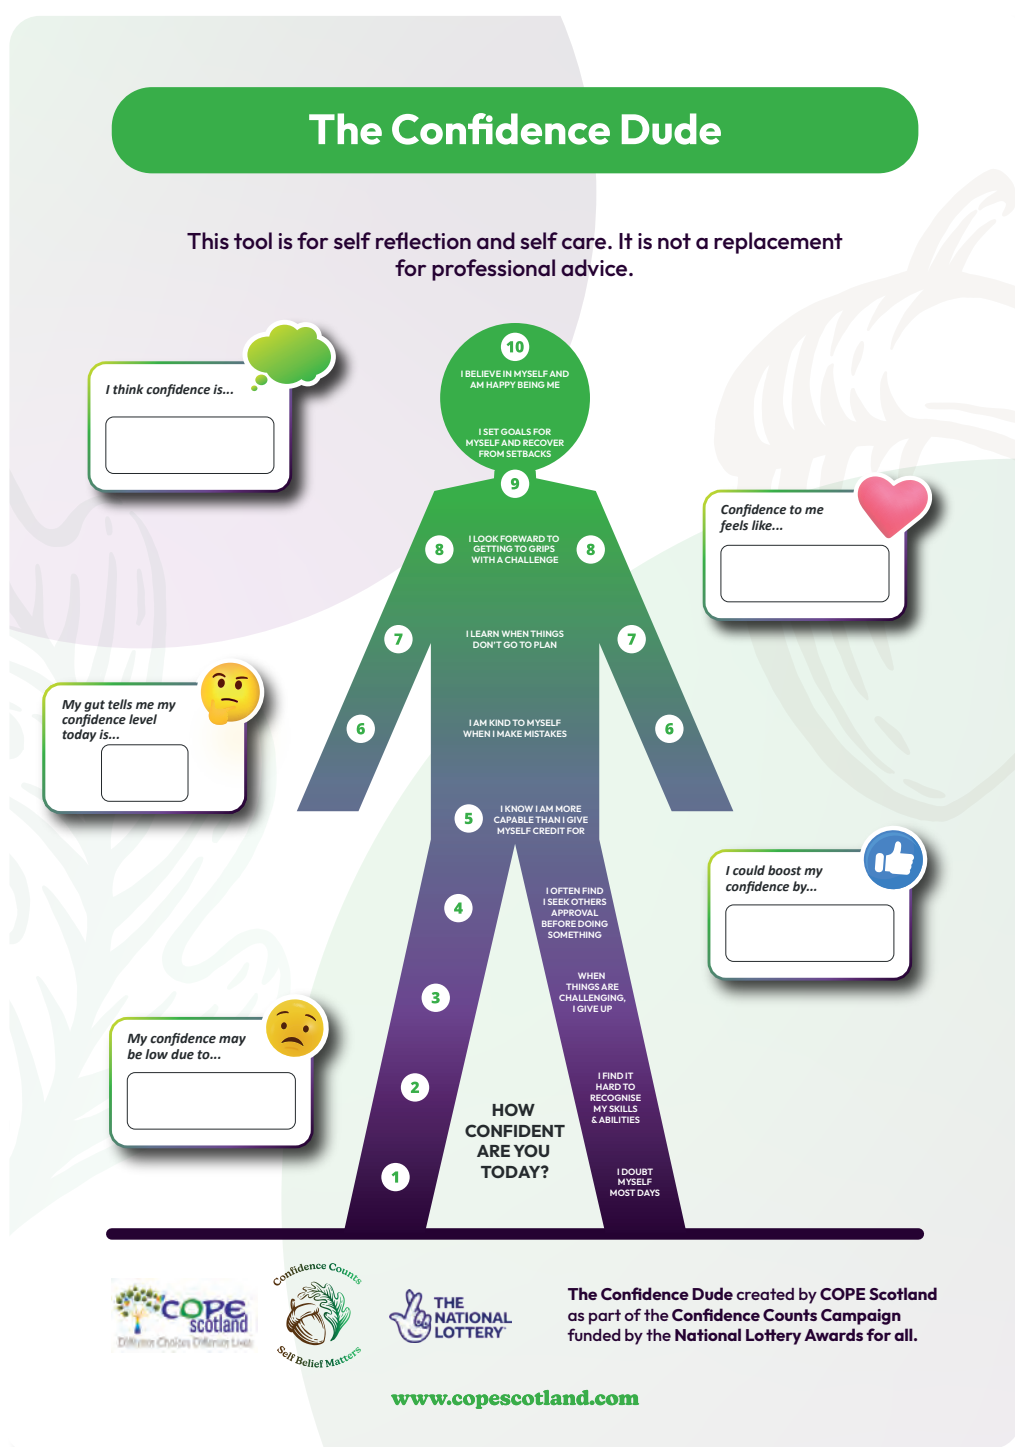 The Confidence Dude
This tool is for self reflection and self care. It is not a replacement
for professional advice.
I think confidence is...
10
I BELIEVE IN MYSELF AND
AM HAPPY BEING ME
I SET GOALS FOR
MYSELF AND RECOVER
FROM SETBACKS
9
Confidence to me
feels like...
8
I LOOK FORWARD TO
GETTING TO GRIPS
WITH A CHALLENGE
8
7
I LEARN WHEN THINGS
DON'T GO TO PLAN
7
My gut tells me my
confidence level
today is...
6
I AM KIND TO MYSELF
WHEN I MAKE MISTAKES
6
5
I KNOW I AM MORE
CAPABLE THAN I GIVE
MYSELF CREDIT FOR
I could boost my
confidence by...
4
I OFTEN FIND
I SEEK OTHERS
APPROVAL
BEFORE DOING
SOMETHING
3
WHEN
THINGS ARE
CHALLENGING,
I GIVE UP
My confidence may
be low due to...
2
I FIND IT
HARD TO
RECOGNISE
MY SKILLS
& ABILITIES
HOW
CONFIDENT
ARE YOU
TODAY?
1
I DOUBT
MYSELF
MOST DAYS
COPE
scotland
Different Choices Different Lives
Confidence Counts
Self Belief Matters
THE
NATIONAL
LOTTERY
The Confidence Dude created by COPE Scotland
as part of the Confidence Counts Campaign
funded by the National Lottery Awards for all.
www.copescotland.com